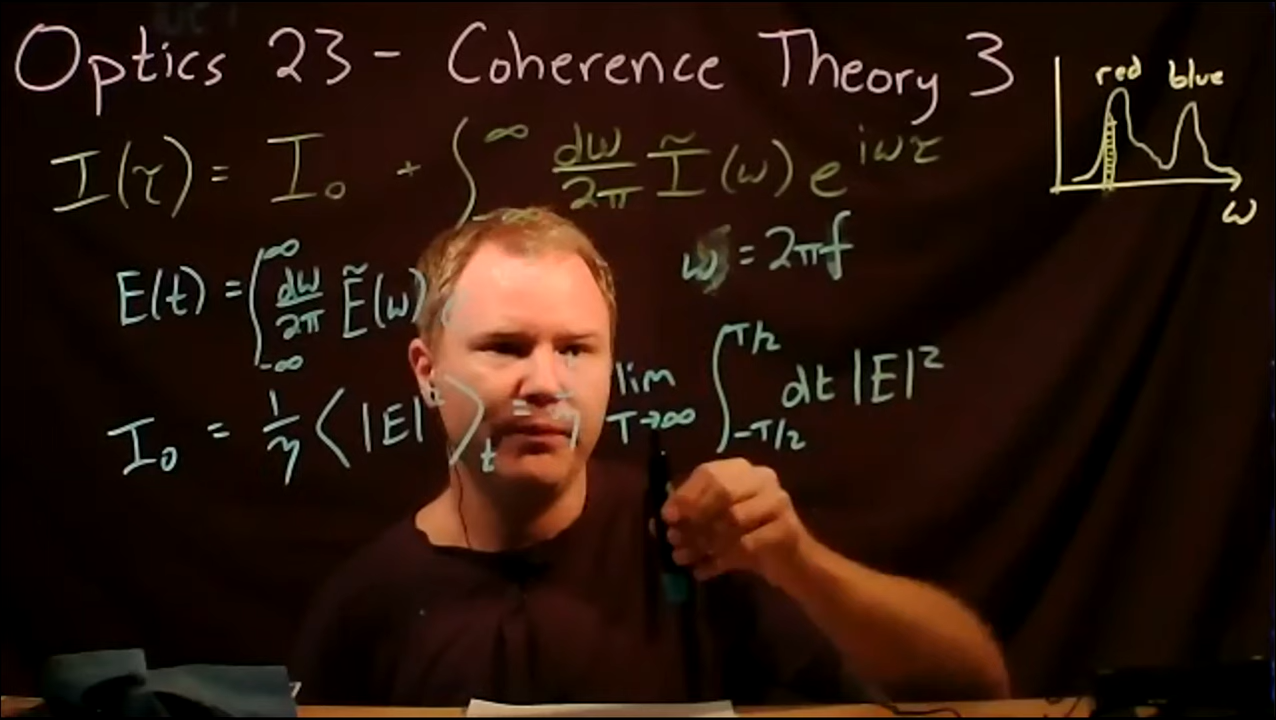 Optics 23 - Coherence Theory 3
red blue
I(τ) = I₀ + ∫_{-∞}^{∞} dω/2π Ĩ(ω) e^{iωτ}
ω
E(t) = ∫_{-∞}^{∞} dω/2π Ẽ(ω)
ω = 2πf
I₀ = 1/η ⟨|E|²⟩_t = 1/η lim_{T→∞} ∫_{-T/2}^{T/2} dt |E|²